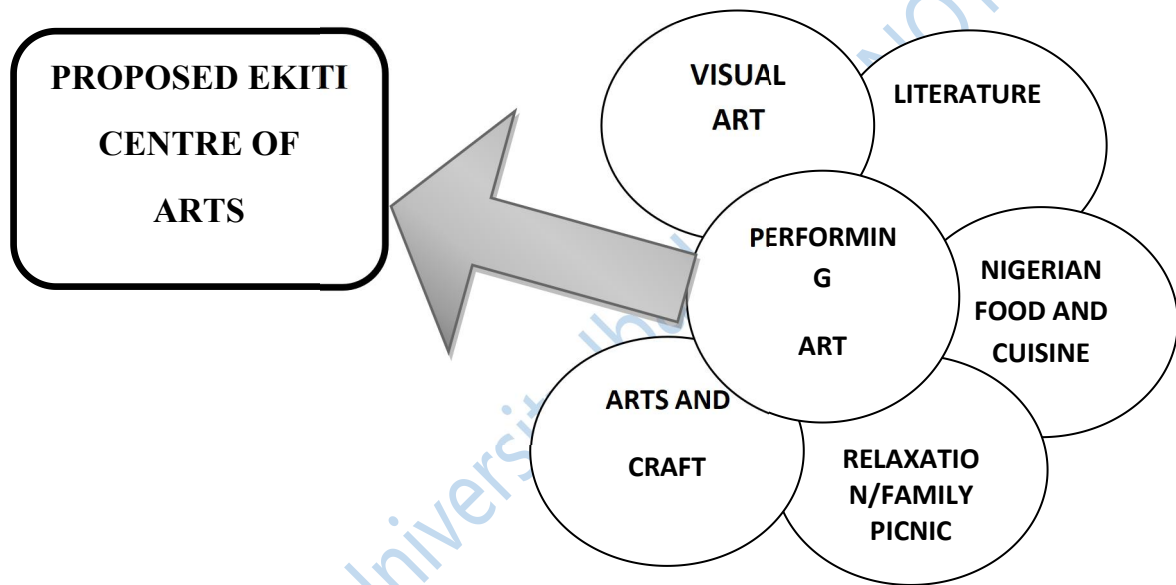 PROPOSED EKITI
CENTRE OF
ARTS
VISUAL
ART
LITERATURE
PERFORMIN
G
ART
NIGERIAN
FOOD AND
CUISINE
ARTS AND
CRAFT
RELAXATIO
N/FAMILY
PICNIC